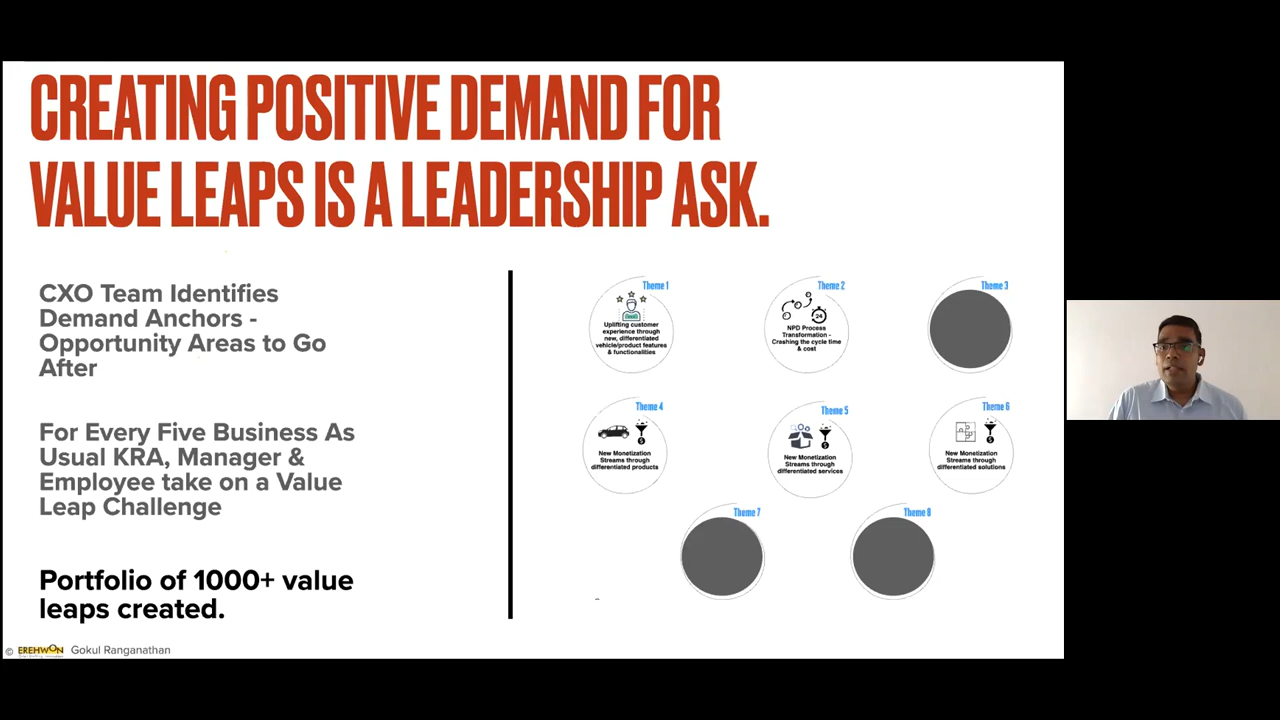 CREATING POSITIVE DEMAND FOR
VALUE LEAPS IS A LEADERSHIP ASK.
CXO Team Identifies
Demand Anchors -
Opportunity Areas to Go
After
For Every Five Business As
Usual KRA, Manager &
Employee take on a Value
Leap Challenge
Portfolio of 1000+ value
leaps created.
Theme 1
Uplifting customer
experience through
new, differentiated
vehicle/product features
& functionalities
Theme 2
24
NPD Process
Transformation -
Crashing the cycle time
& cost
Theme 3
Theme 4
$
New Monetization
Streams through
differentiated products
Theme 5
$
New Monetization
Streams through
differentiated services
Theme 6
$
New Monetization
Streams through
differentiated solutions
Theme 7
Theme 8
© EREHWON Gokul Ranganathan